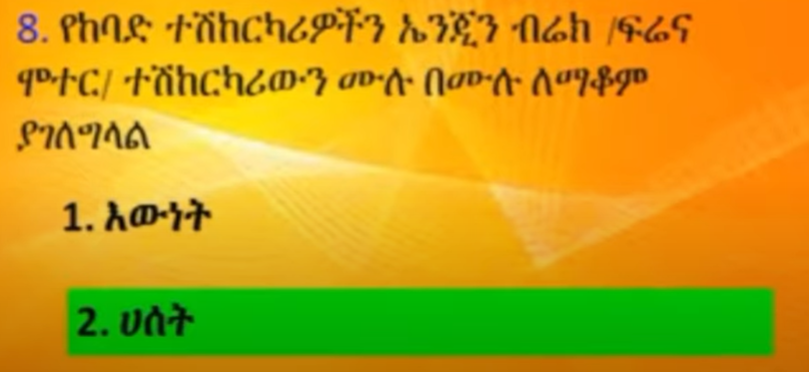 8. የከባድ ተሽከርካሪዎችን ኤንጂን ብሬክ /ፍሬና
ሞተር/ ተሽከርካሪውን ሙሉ በሙሉ ለማቆም
ያገለግላል
1. እውነት
2. ሀሰት